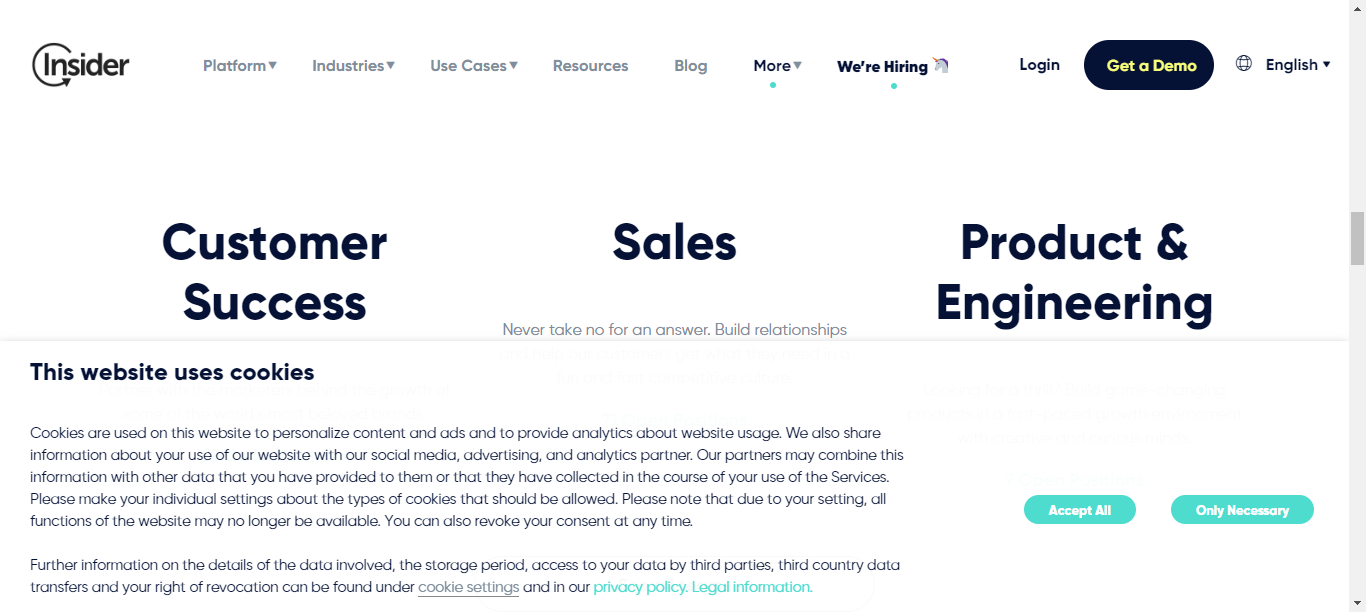 Insider
Platform▾ Industries▾ Use Cases▾ Resources Blog More▾ We're Hiring 🦄 Login Get a Demo English ▾
Customer Success
Sales
Product & Engineering
Never take no for an answer. Build relationships
This website uses cookies
Cookies are used on this website to personalize content and ads and to provide analytics about website usage. We also share
information about your use of our website with our social media, advertising, and analytics partner. Our partners may combine this
information with other data that you have provided to them or that they have collected in the course of your use of the Services.
Please make your individual settings about the types of cookies that should be allowed. Please note that due to your setting, all
functions of the website may no longer be available. You can also revoke your consent at any time.
Accept All Only Necessary
Further information on the details of the data involved, the storage period, access to your data by third parties, third country data
transfers and your right of revocation can be found under cookie settings and in our privacy policy. Legal information.